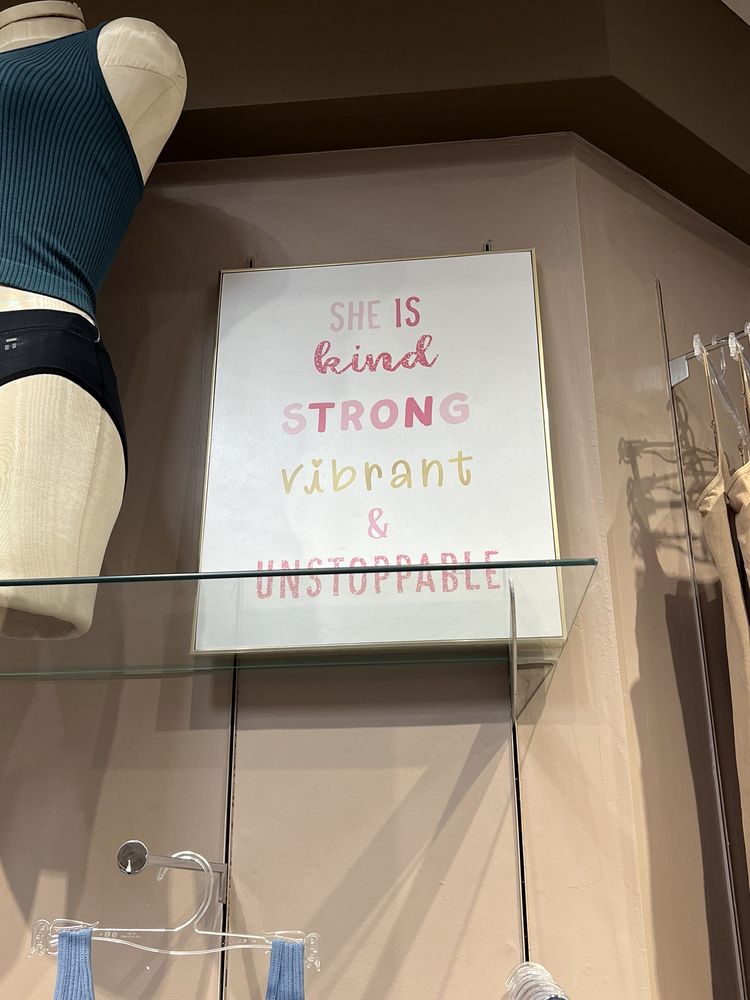 SHE IS
kind
STRONG
vibrant
&
UNSTOPPABLE